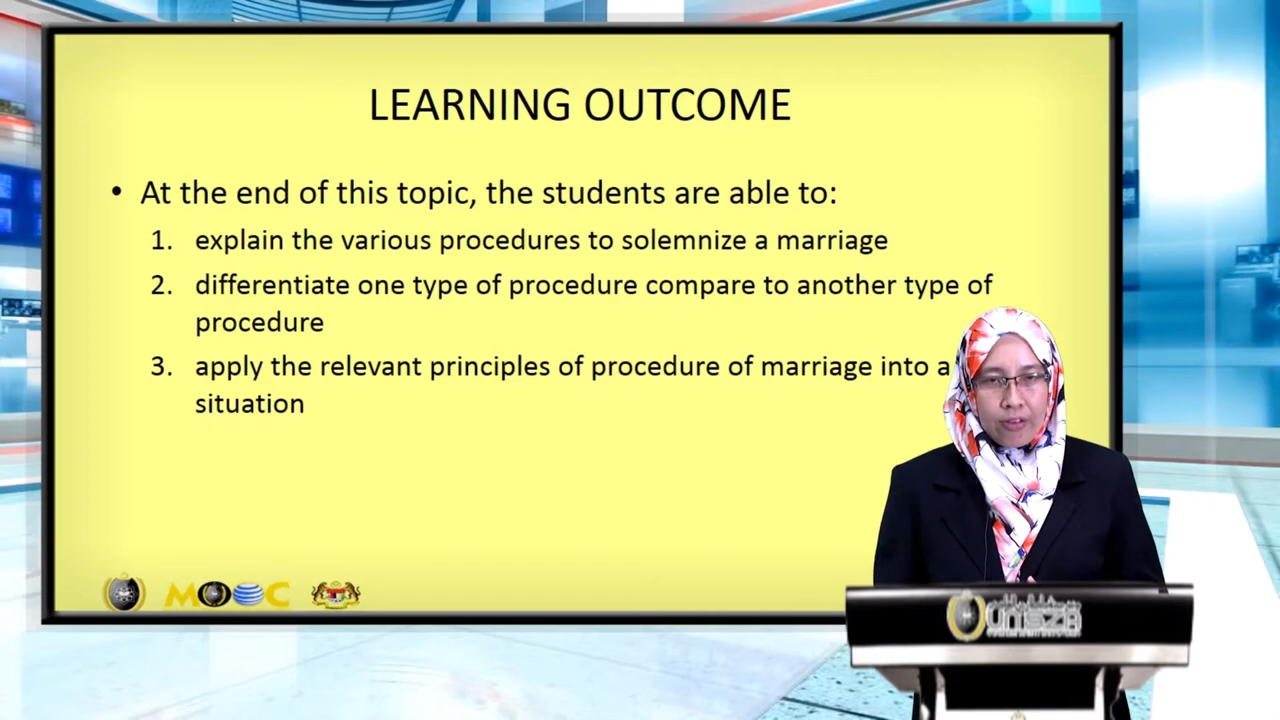 LEARNING OUTCOME
• At the end of this topic, the students are able to:
1. explain the various procedures to solemnize a marriage
2. differentiate one type of procedure compare to another type of
procedure
3. apply the relevant principles of procedure of marriage into a
situation
MOOC
UniSZA